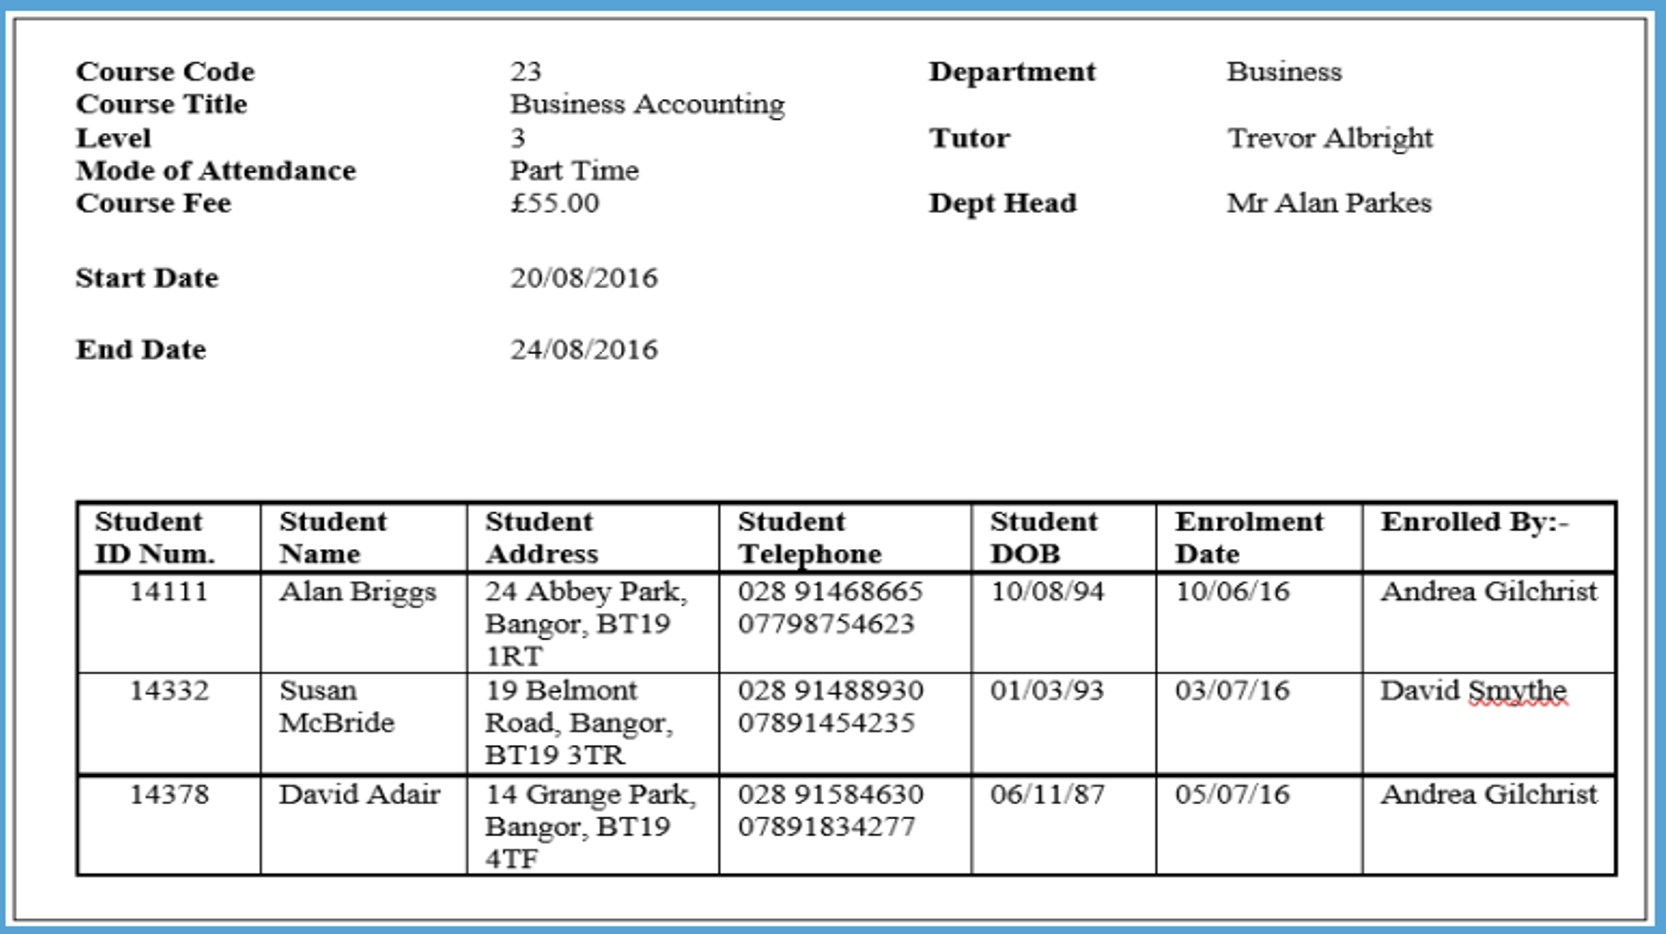 Course Code 23 Department Business
Course Title Business Accounting
Level 3 Tutor Trevor Albright
Mode of Attendance Part Time
Course Fee £55.00 Dept Head Mr Alan Parkes
Start Date 20/08/2016
End Date 24/08/2016
Student Student Student Student Student Enrolment Enrolled By:-
ID Num. Name Address Telephone DOB Date
14111 Alan Briggs 24 Abbey Park, 028 91468665 10/08/94 10/06/16 Andrea Gilchrist
Bangor, BT19 07798754623
1RT
14332 Susan 19 Belmont 028 91488930 01/03/93 03/07/16 David Smythe
McBride Road, Bangor, 07891454235
BT19 3TR
14378 David Adair 14 Grange Park, 028 91584630 06/11/87 05/07/16 Andrea Gilchrist
Bangor, BT19 07891834277
4TF